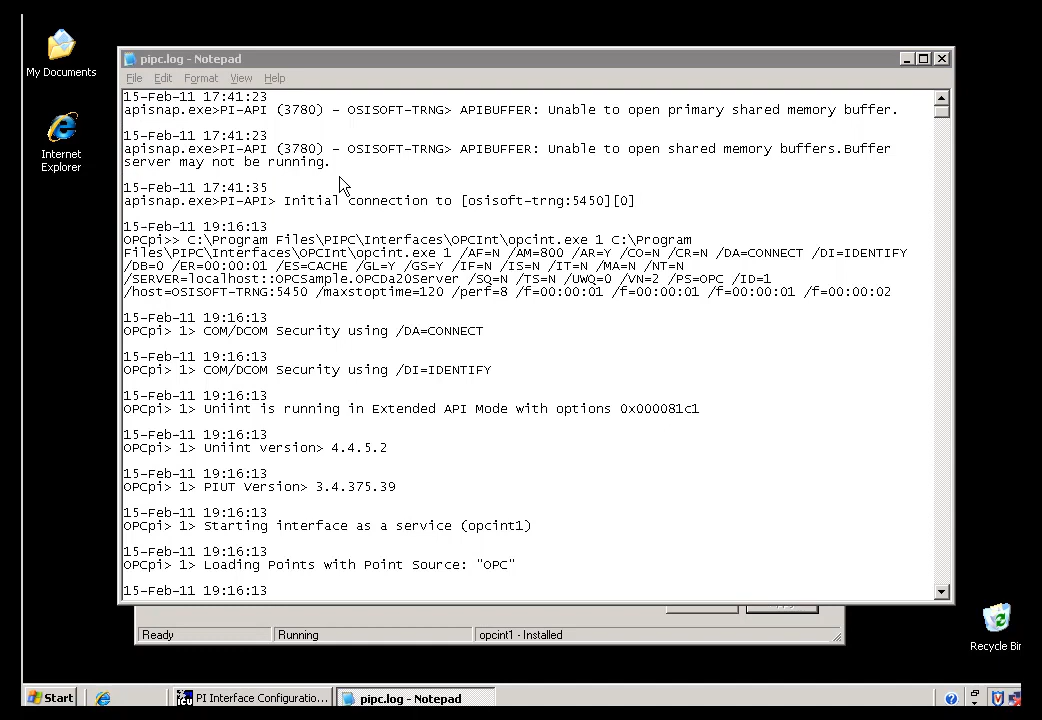 My Documents
Internet
Explorer
pipc.log - Notepad
File Edit Format View Help
15-Feb-11 17:41:23
apisnap.exe>PI-API (3780) - OSISOFT-TRNG> APIBUFFER: Unable to open primary shared memory buffer.
15-Feb-11 17:41:23
apisnap.exe>PI-API (3780) - OSISOFT-TRNG> APIBUFFER: Unable to open shared memory buffers.Buffer
server may not be running.
15-Feb-11 17:41:35
apisnap.exe>PI-API> Initial connection to [osisoft-trng:5450][0]
15-Feb-11 19:16:13
OPCpi>> C:\Program Files\PIPC\Interfaces\OPCInt\opcint.exe 1 C:\Program
Files\PIPC\Interfaces\OPCInt\opcint.exe 1 /AF=N /AM=800 /AR=Y /CO=N /CR=N /DA=CONNECT /DI=IDENTIFY
/DB=0 /ER=00:00:01 /ES=CACHE /GL=Y /GS=Y /IF=N /IS=N /IT=N /MA=N /NT=N
/SERVER=localhost::OPCSample.OPCDa20Server /SQ=N /TS=N /UWQ=0 /VN=2 /PS=OPC /ID=1
/host=OSISOFT-TRNG:5450 /maxstoptime=120 /perf=8 /f=00:00:01 /f=00:00:01 /f=00:00:01 /f=00:00:02
15-Feb-11 19:16:13
OPCpi> 1> COM/DCOM Security using /DA=CONNECT
15-Feb-11 19:16:13
OPCpi> 1> COM/DCOM Security using /DI=IDENTIFY
15-Feb-11 19:16:13
OPCpi> 1> Uniint is running in Extended API Mode with options 0x000081c1
15-Feb-11 19:16:13
OPCpi> 1> Uniint version> 4.4.5.2
15-Feb-11 19:16:13
OPCpi> 1> PIUT Version> 3.4.375.39
15-Feb-11 19:16:13
OPCpi> 1> Starting interface as a service (opcint1)
15-Feb-11 19:16:13
OPCpi> 1> Loading Points with Point Source: "OPC"
15-Feb-11 19:16:13
Ready Running opcint1 - Installed
Recycle Bin
Start PI Interface Configuratio... pipc.log - Notepad